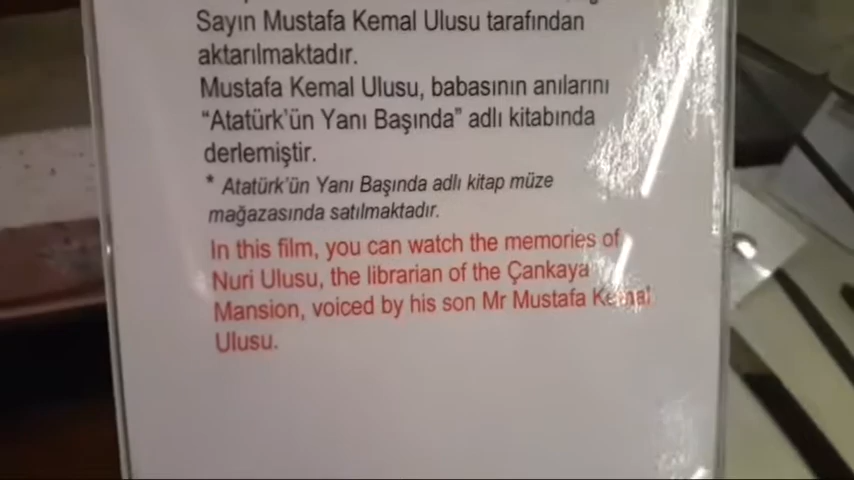 Sayın Mustafa Kemal Ulusu tarafından
aktarılmaktadır.
Mustafa Kemal Ulusu, babasının anılarını
“Atatürk’ün Yanı Başında” adlı kitabında
derlemiştir.
* Atatürk’ün Yanı Başında adlı kitap müze
mağazasında satılmaktadır.
In this film, you can watch the memories of
Nuri Ulusu, the librarian of the Çankaya
Mansion, voiced by his son Mr Mustafa Kemal
Ulusu.